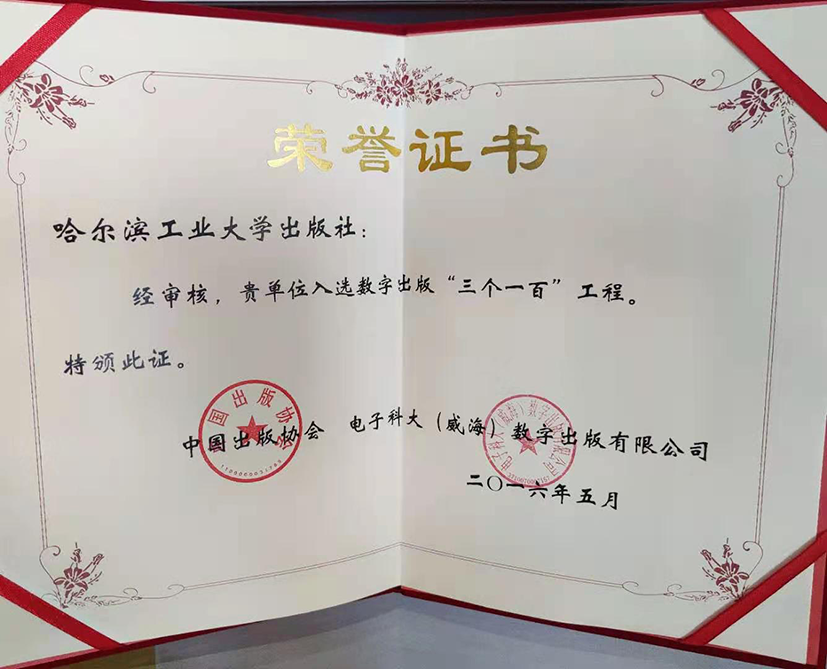 荣誉证书
哈尔滨工业大学出版社：
经审核，贵单位入选数字出版“三个一百”工程。
特颁此证。
中国出版协会 电子科大（威海）数字出版有限公司
二〇一六年五月